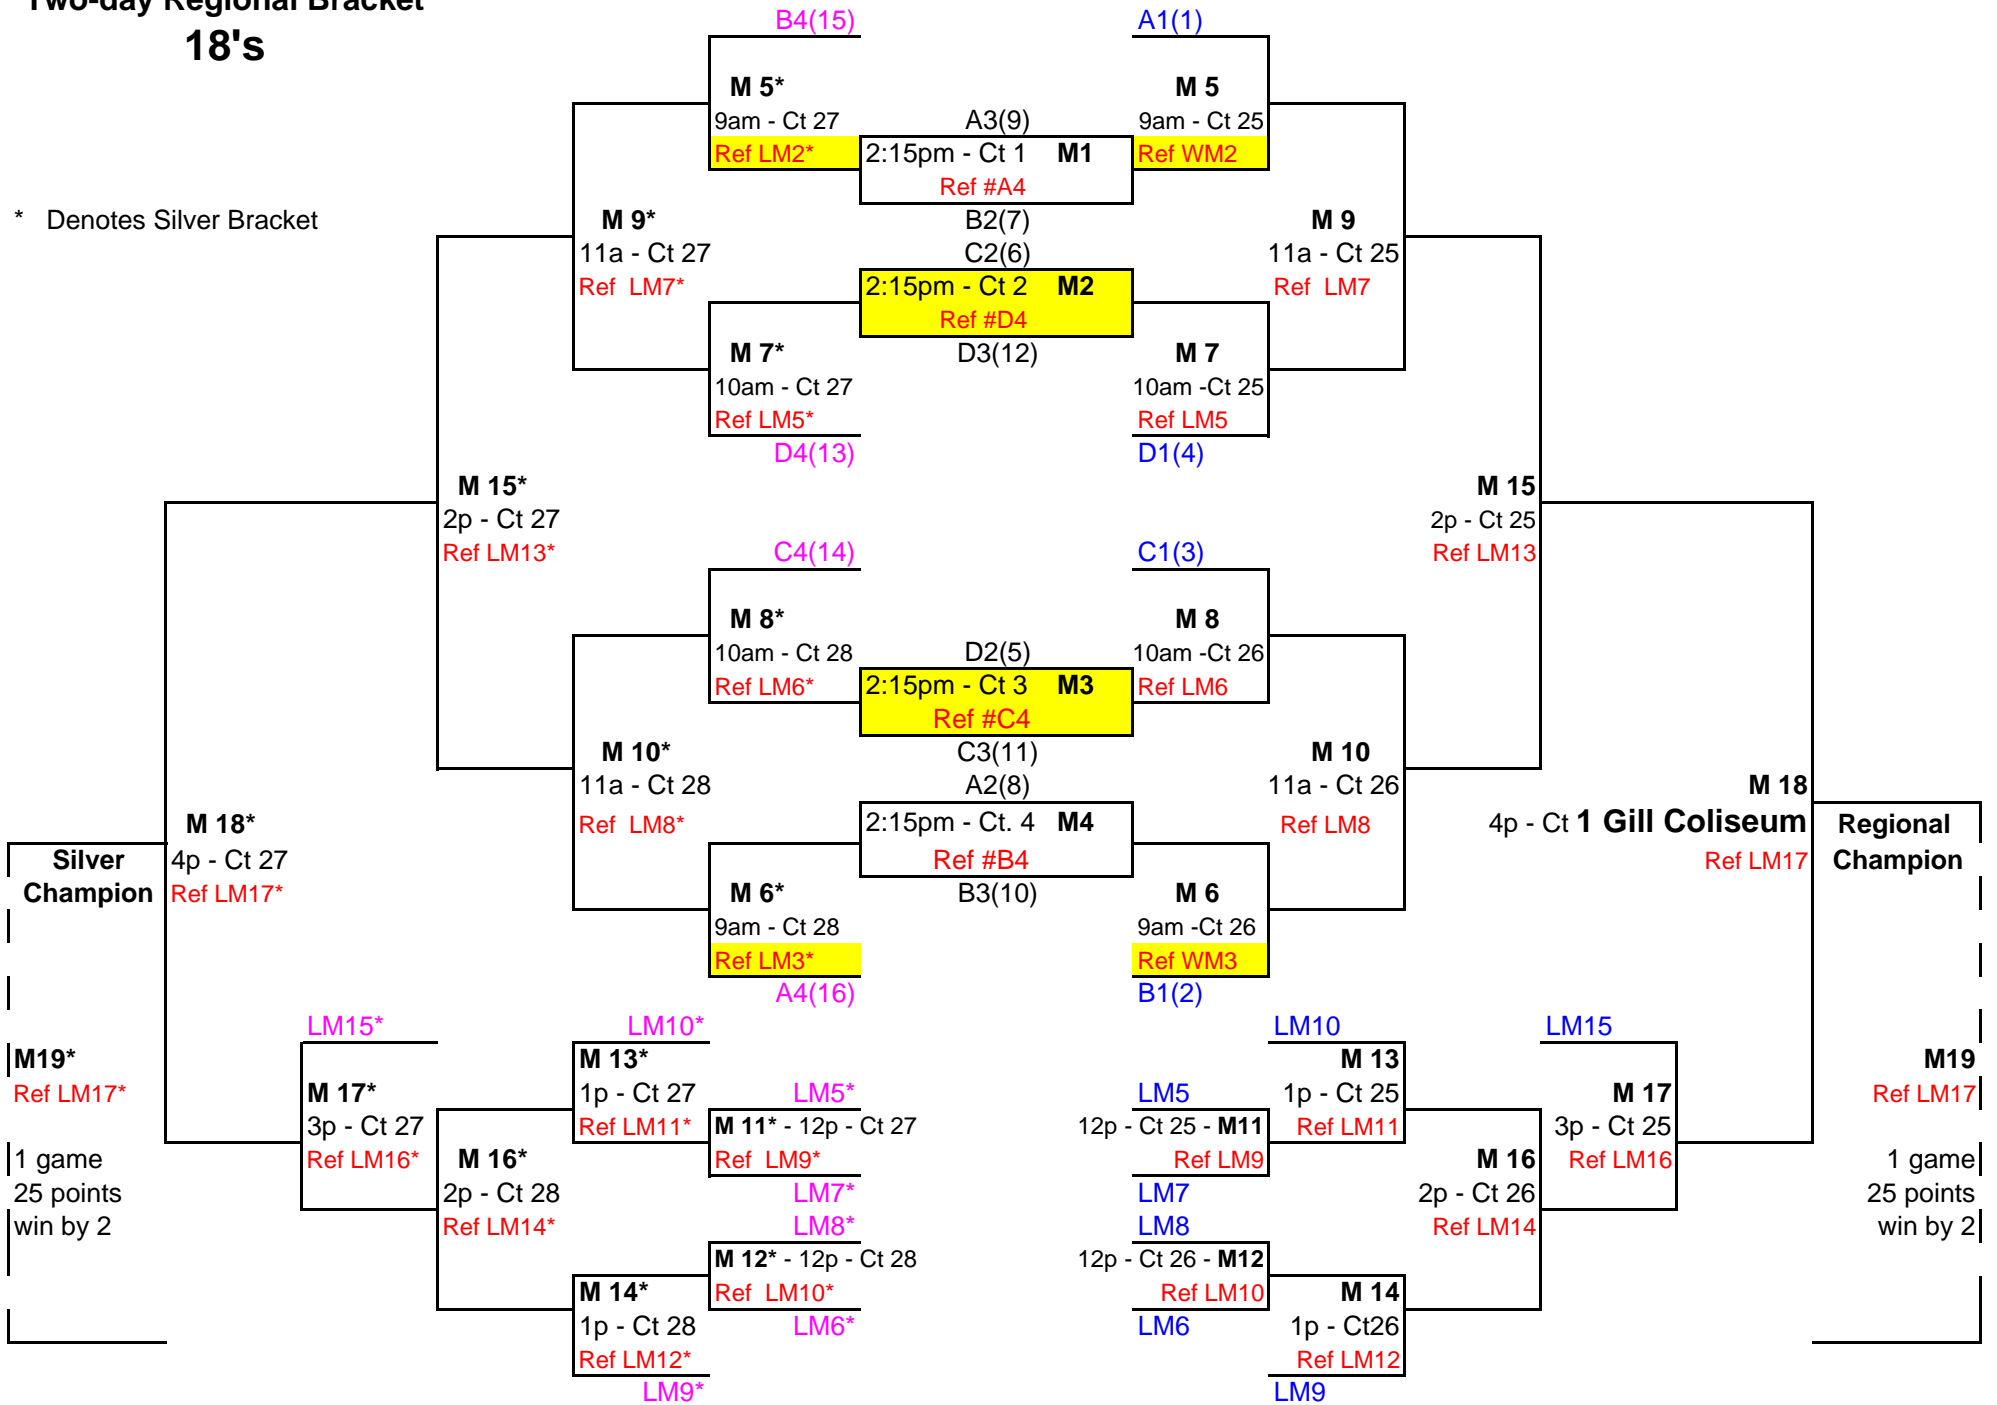 Two-day Regional Bracket
18's
B4(15)
A1(1)
M 5*
M 5
9am - Ct 27
A3(9)
9am - Ct 25
Ref LM2*
2:15pm - Ct 1 M1
Ref WM2
Ref #A4
* Denotes Silver Bracket
M 9*
B2(7)
M 9
11a - Ct 27
C2(6)
11a - Ct 25
Ref LM7*
2:15pm - Ct 2 M2
Ref LM7
Ref #D4
M 7*
D3(12)
M 7
10am - Ct 27
10am -Ct 25
Ref LM5*
Ref LM5
D4(13)
D1(4)
M 15*
M 15
2p - Ct 27
2p - Ct 25
Ref LM13*
C4(14)
C1(3)
Ref LM13
M 8*
M 8
10am - Ct 28
D2(5)
10am -Ct 26
Ref LM6*
2:15pm - Ct 3 M3
Ref LM6
Ref #C4
M 10*
C3(11)
M 10
11a - Ct 28
A2(8)
11a - Ct 26
M 18
M 18*
Ref LM8*
2:15pm - Ct. 4 M4
Ref LM8
4p - Ct 1 Gill Coliseum
Regional
Silver
4p - Ct 27
Ref #B4
Ref LM17
Champion
Champion
Ref LM17*
M 6*
B3(10)
M 6
9am - Ct 28
9am -Ct 26
Ref LM3*
Ref WM3
A4(16)
B1(2)
LM15*
LM10*
LM10
LM15
M19*
M 13*
M 13
M19
Ref LM17*
M 17*
1p - Ct 27
LM5*
LM5
1p - Ct 25
M 17
Ref LM17
3p - Ct 27
Ref LM11*
M 11* - 12p - Ct 27
12p - Ct 25 - M11
Ref LM11
3p - Ct 25
1 game
Ref LM16*
M 16*
Ref LM9*
Ref LM9
M 16
Ref LM16
1 game
25 points
2p - Ct 28
LM7*
LM7
2p - Ct 26
25 points
win by 2
Ref LM14*
LM8*
LM8
Ref LM14
win by 2
M 12* - 12p - Ct 28
12p - Ct 26 - M12
M 14*
Ref LM10*
Ref LM10
M 14
1p - Ct 28
LM6*
LM6
1p - Ct26
Ref LM12*
Ref LM12
LM9*
LM9